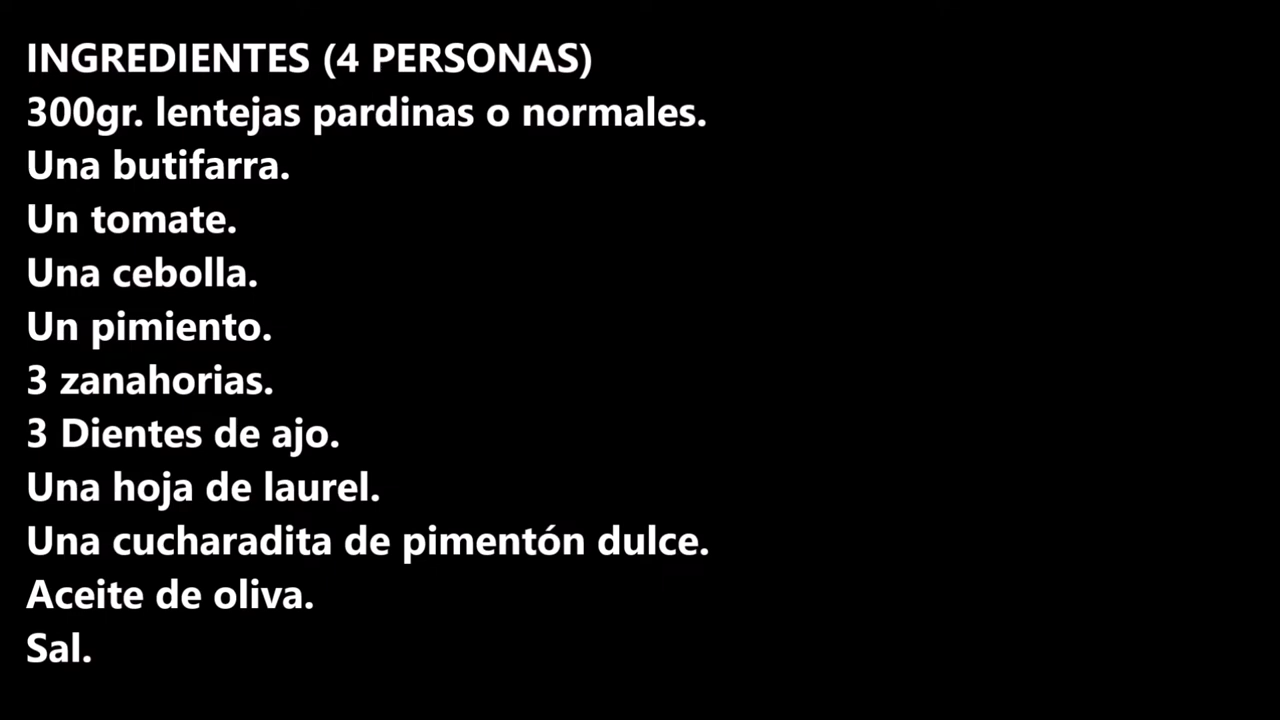 INGREDIENTES (4 PERSONAS)
300gr. lentejas pardinas o normales.
Una butifarra.
Un tomate.
Una cebolla.
Un pimiento.
3 zanahorias.
3 Dientes de ajo.
Una hoja de laurel.
Una cucharadita de pimentón dulce.
Aceite de oliva.
Sal.